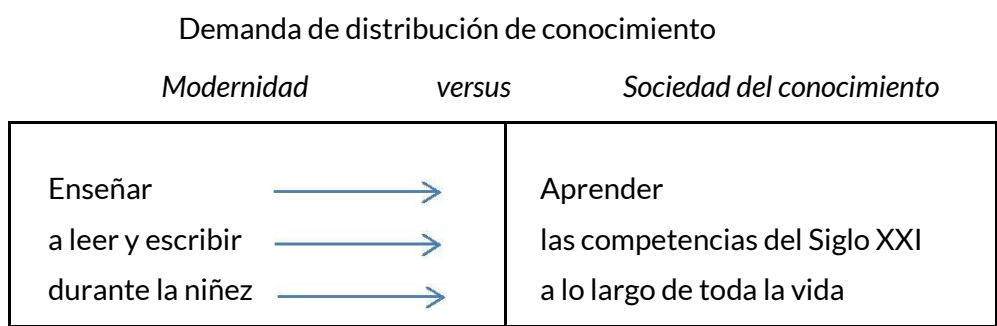 Demanda de distribución de conocimiento
Modernidad versus Sociedad del conocimiento
Enseñar Aprender
a leer y escribir las competencias del Siglo XXI
durante la niñez a lo largo de toda la vida